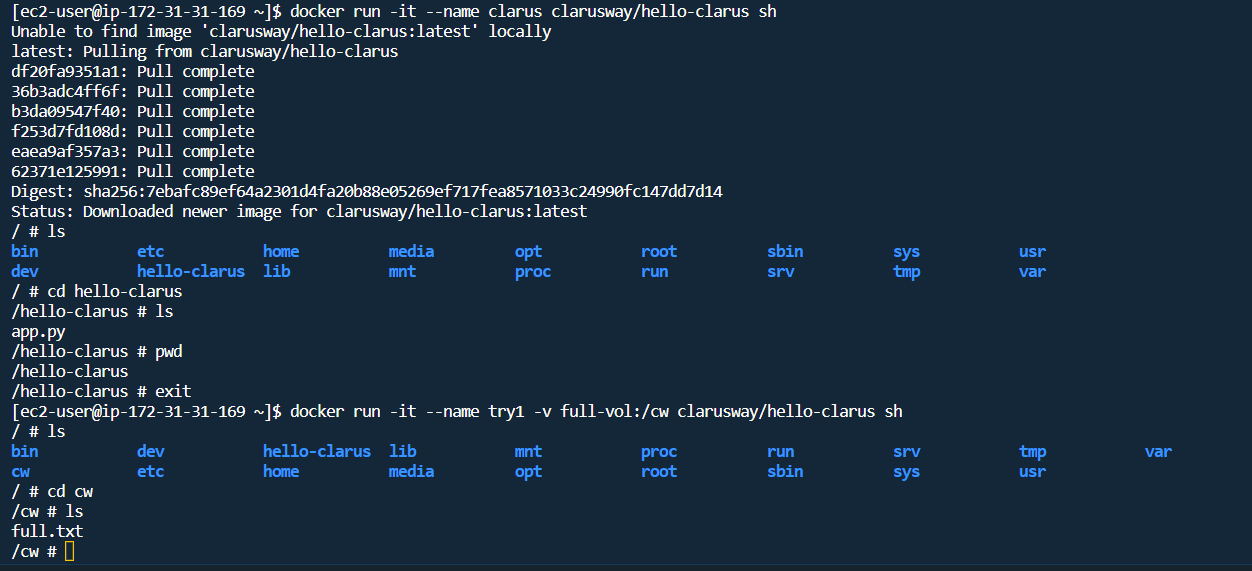 [ec2-user@ip-172-31-31-169 ~]$ docker run -it --name clarus clarusway/hello-clarus sh
Unable to find image 'clarusway/hello-clarus:latest' locally
latest: Pulling from clarusway/hello-clarus
df20fa9351a1: Pull complete
36b3adc4ff6f: Pull complete
b3da09547f40: Pull complete
f253d7fd108d: Pull complete
eaea9af357a3: Pull complete
62371e125991: Pull complete
Digest: sha256:7ebafc89ef64a2301d4fa20b88e05269ef717fea8571033c24990fc147dd7d14
Status: Downloaded newer image for clarusway/hello-clarus:latest
/ # ls
bin etc home media opt root sbin sys usr
dev hello-clarus lib mnt proc run srv tmp var
/ # cd hello-clarus
/hello-clarus # ls
app.py
/hello-clarus # pwd
/hello-clarus
/hello-clarus # exit
[ec2-user@ip-172-31-31-169 ~]$ docker run -it --name try1 -v full-vol:/cw clarusway/hello-clarus sh
/ # ls
bin dev hello-clarus lib mnt proc run srv tmp var
cw etc home media opt root sbin sys usr
/ # cd cw
/cw # ls
full.txt
/cw #